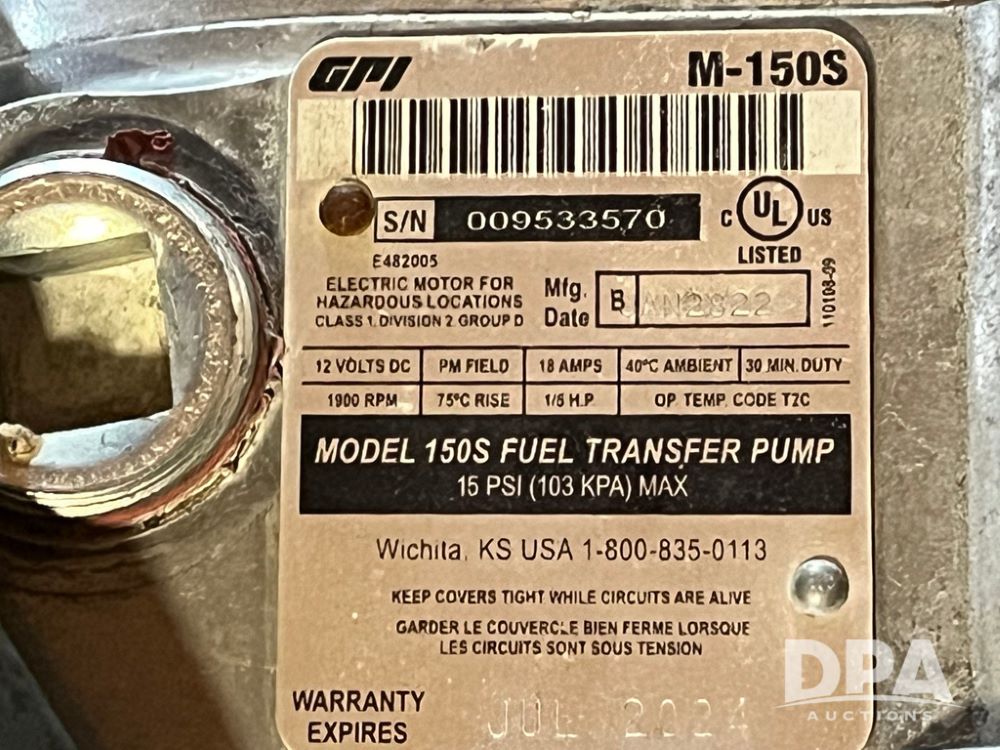 GPI M-150S
S/N 009533570
C UL US
LISTED
E482005
ELECTRIC MOTOR FOR
HAZARDOUS LOCATIONS
CLASS 1 DIVISION 2 GROUP D
Mfg. Date B
110108-09
12 VOLTS DC PM FIELD 18 AMPS 40°C AMBIENT 30 MIN. DUTY
1900 RPM 75°C RISE 1/6 H.P. OP. TEMP. CODE T2C
MODEL 150S FUEL TRANSFER PUMP
15 PSI (103 KPA) MAX
Wichita, KS USA 1-800-835-0113
KEEP COVERS TIGHT WHILE CIRCUITS ARE ALIVE
GARDER LE COUVERCLE BIEN FERME LORSQUE
LES CIRCUITS SONT SOUS TENSION
WARRANTY
EXPIRES JUL 2024
DPA
AUCTIONS